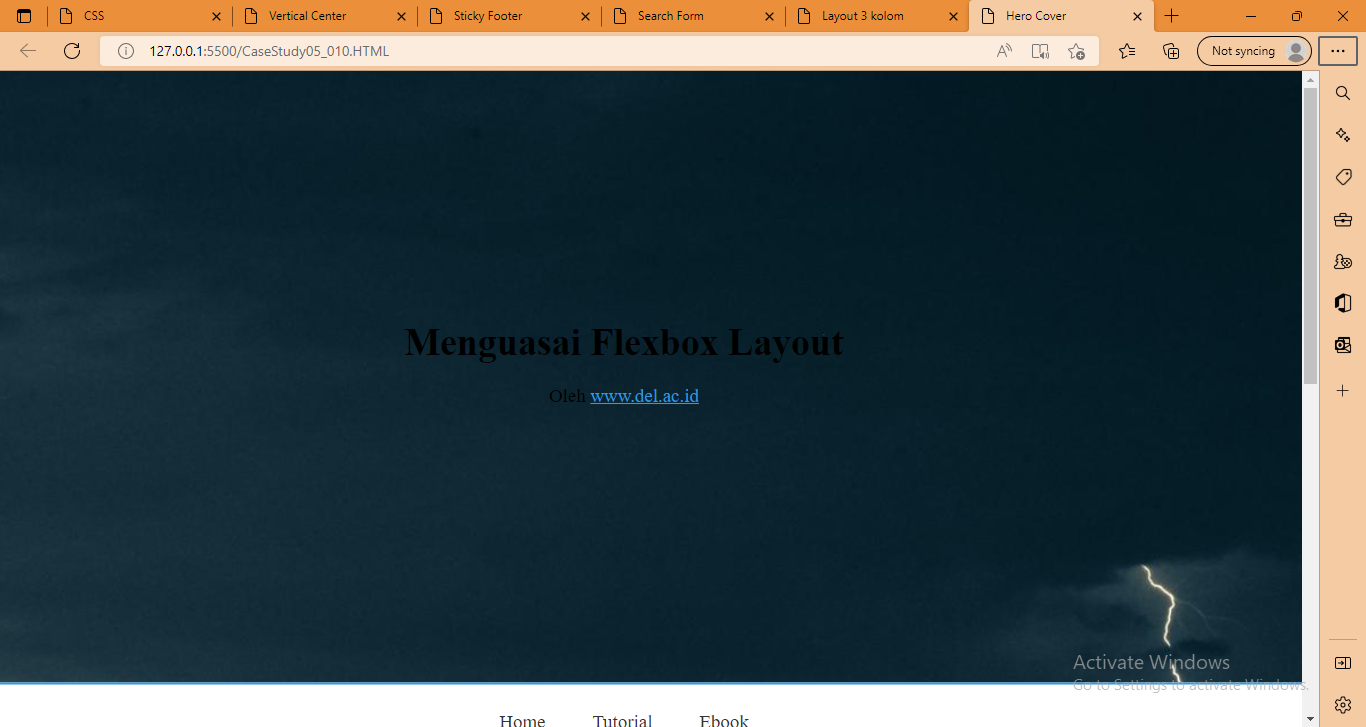 CSS
Vertical Center
Sticky Footer
Search Form
Layout 3 kolom
Hero Cover
127.0.0.1:5500/CaseStudy05_010.HTML
Not syncing
Menguasai Flexbox Layout
Oleh www.del.ac.id
Activate Windows
Go to Settings to activate Windows.
Home Tutorial Ebook